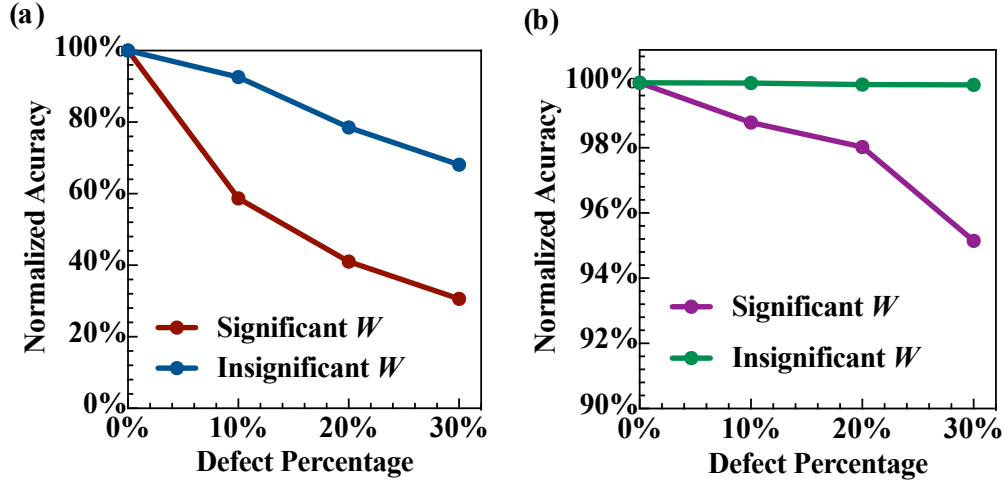 (a)
100%
80%
60%
40%
20%
0%
Normalized Acuracy
Significant W
Insignificant W
0% 10% 20% 30%
Defect Percentage
(b)
100%
98%
96%
94%
92%
90%
Normalized Acuracy
Significant W
Insignificant W
0% 10% 20% 30%
Defect Percentage